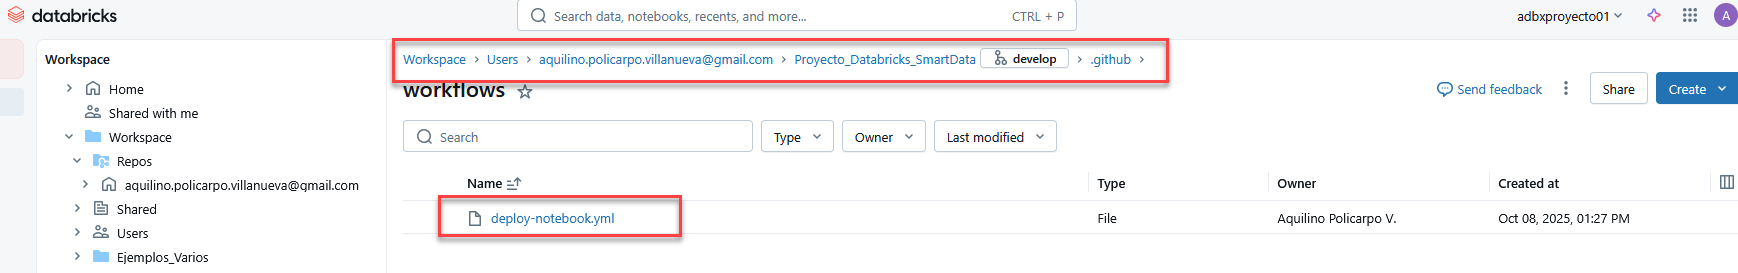 databricks
Search data, notebooks, recents, and more... CTRL + P
adbxproyecto01
A
Workspace
Home
Shared with me
Workspace
Repos
aquilino.policarpo.villanueva@gmail.com
Shared
Users
Ejemplos_Varios
Workspace > Users > aquilino.policarpo.villanueva@gmail.com > Proyecto_Databricks_SmartData develop > .github >
workflows
Send feedback
Share
Create
Search
Type
Owner
Last modified
Name Type Owner Created at
deploy-notebook.yml File Aquilino Policarpo V. Oct 08, 2025, 01:27 PM